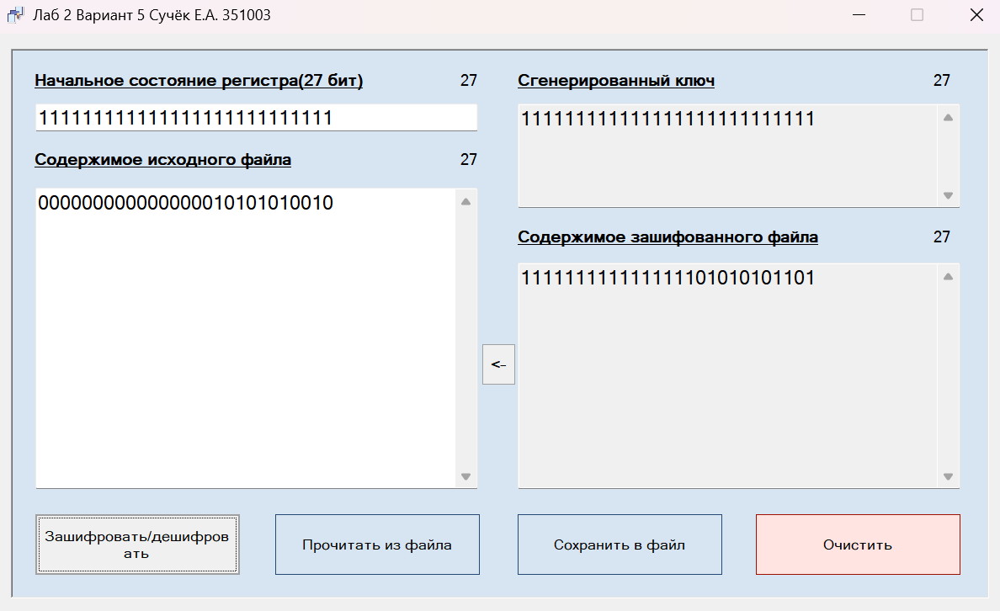 Лаб 2 Вариант 5 Сучёк Е.А. 351003
Начальное состояние регистра(27 бит) 27
111111111111111111111111111
Содержимое исходного файла 27
000000000000000010101010010
Сгенерированный ключ 27
111111111111111111111111111
Содержимое зашифованного файла 27
111111111111111101010101101
<-
Зашифровать/дешифров
ать
Прочитать из файла
Сохранить в файл
Очистить